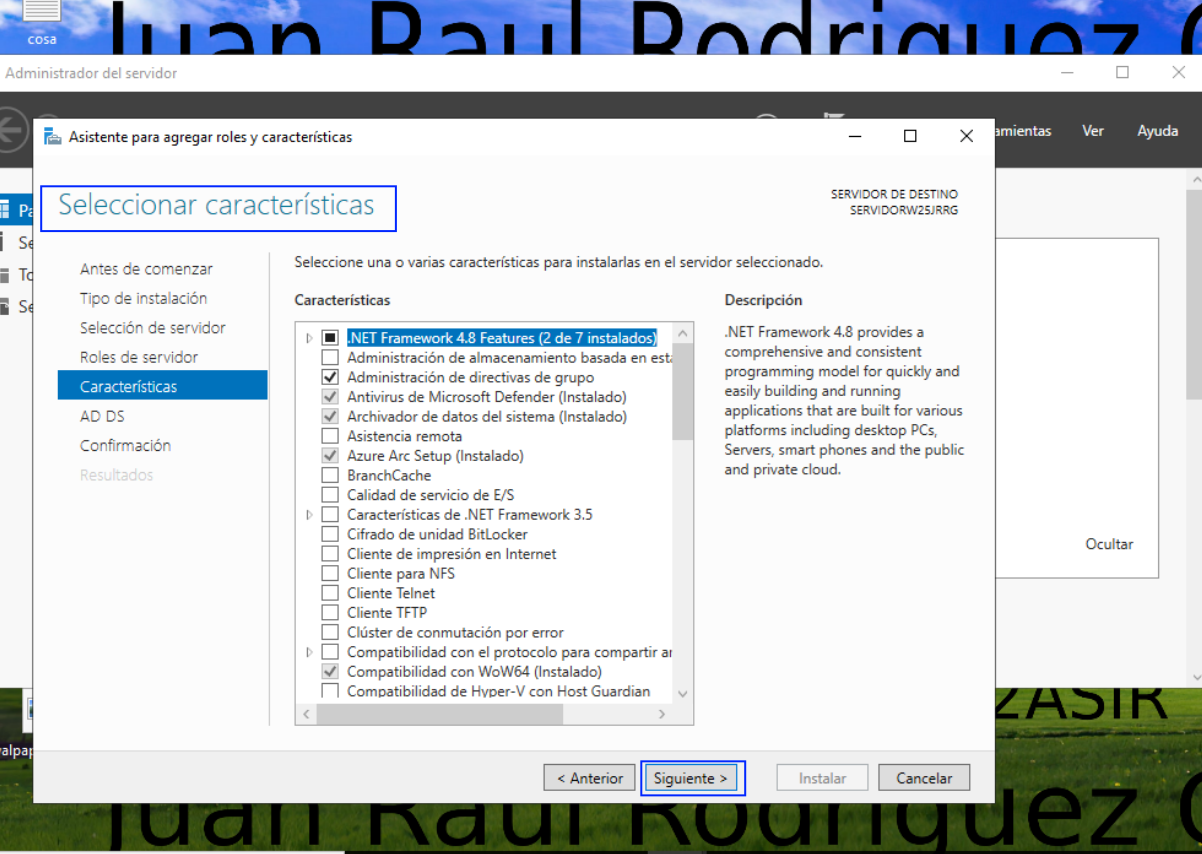 cosa
Juan Raul Rodriguez
Administrador del servidor
Ver
Ayuda
Asistente para agregar roles y características
Seleccionar características
SERVIDOR DE DESTINO
SERVIDORW25JRRG
Antes de comenzar
Tipo de instalación
Selección de servidor
Roles de servidor
Características
AD DS
Confirmación
Resultados
Seleccione una o varias características para instalarlas en el servidor seleccionado.
Características
.NET Framework 4.8 Features (2 de 7 instalados)
Administración de almacenamiento basada en está
Administración de directivas de grupo
Antivirus de Microsoft Defender (Instalado)
Archivador de datos del sistema (Instalado)
Asistencia remota
Azure Arc Setup (Instalado)
BranchCache
Calidad de servicio de E/S
Características de .NET Framework 3.5
Cifrado de unidad BitLocker
Cliente de impresión en Internet
Cliente para NFS
Cliente Telnet
Cliente TFTP
Clúster de conmutación por error
Compatibilidad con el protocolo para compartir ar
Compatibilidad con WoW64 (Instalado)
Compatibilidad de Hyper-V con Host Guardian
Descripción
.NET Framework 4.8 provides a
comprehensive and consistent
programming model for quickly and
easily building and running
applications that are built for various
platforms including desktop PCs,
Servers, smart phones and the public
and private cloud.
Ocultar
2ASIR
< Anterior
Siguiente >
Instalar
Cancelar
Juan Raul Rodriguez